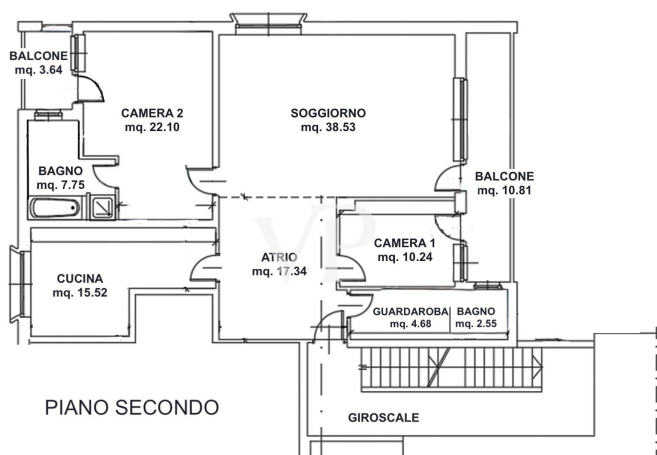 BALCONE
mq. 3.64
CAMERA 2
mq. 22.10
SOGGIORNO
mq. 38.53
BAGNO
mq. 7.75
BALCONE
mq. 10.81
CAMERA 1
mq. 10.24
ATRIO
mq. 17.34
VP
CUCINA
mq. 15.52
GUARDAROBA
mq. 4.68
BAGNO
mq. 2.55
PIANO SECONDO
GIROSCALE